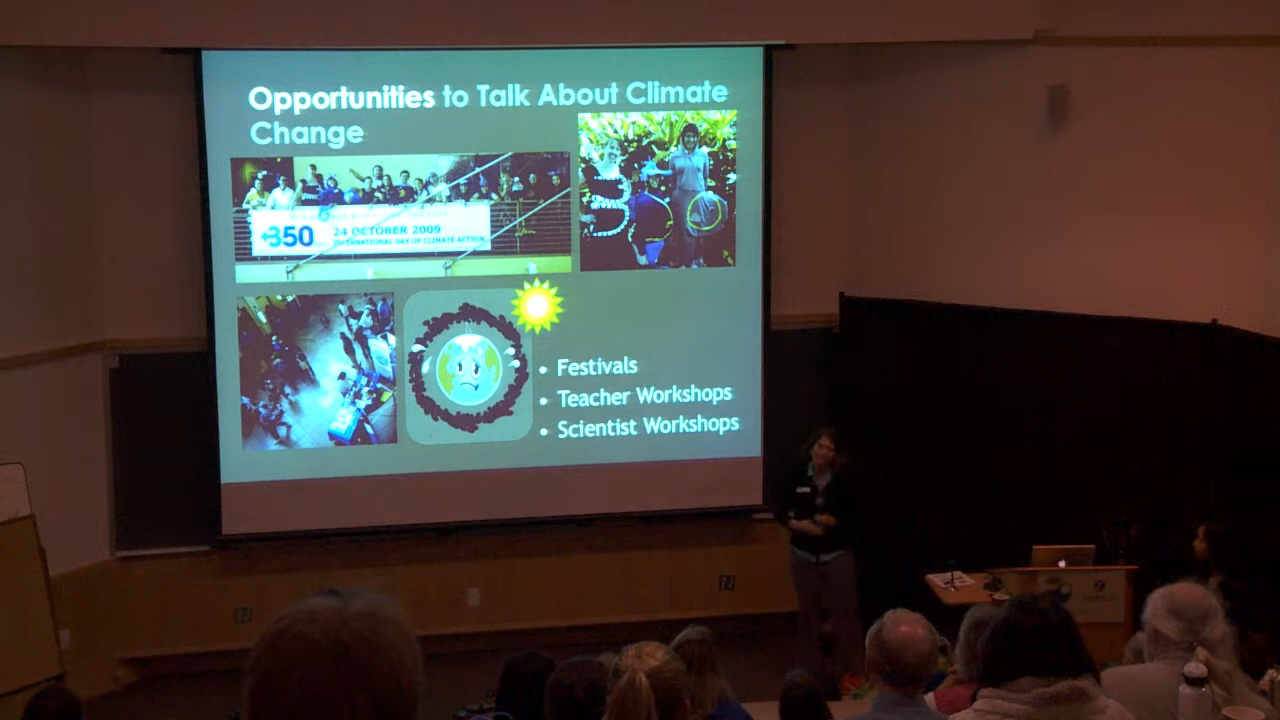 Opportunities to Talk About Climate
Change
350
24 OCTOBER 2009
INTERNATIONAL DAY OF CLIMATE ACTION
• Festivals
• Teacher Workshops
• Scientist Workshops